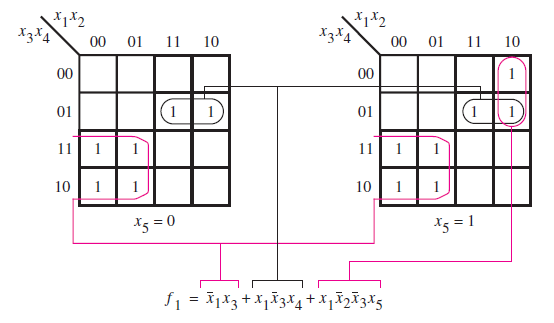 x₁x₂ x₁x₂
x₃x₄ x₃x₄
00 01 11 10 00 01 11 10
00 00 1
01 1 1 01 1 1
11 1 1 11 1 1
10 1 1 10 1 1
x₅ = 0 x₅ = 1
f₁ = x̄₁x₃ + x₁x̄₃x₄ + x₁x̄₂x̄₃x₅